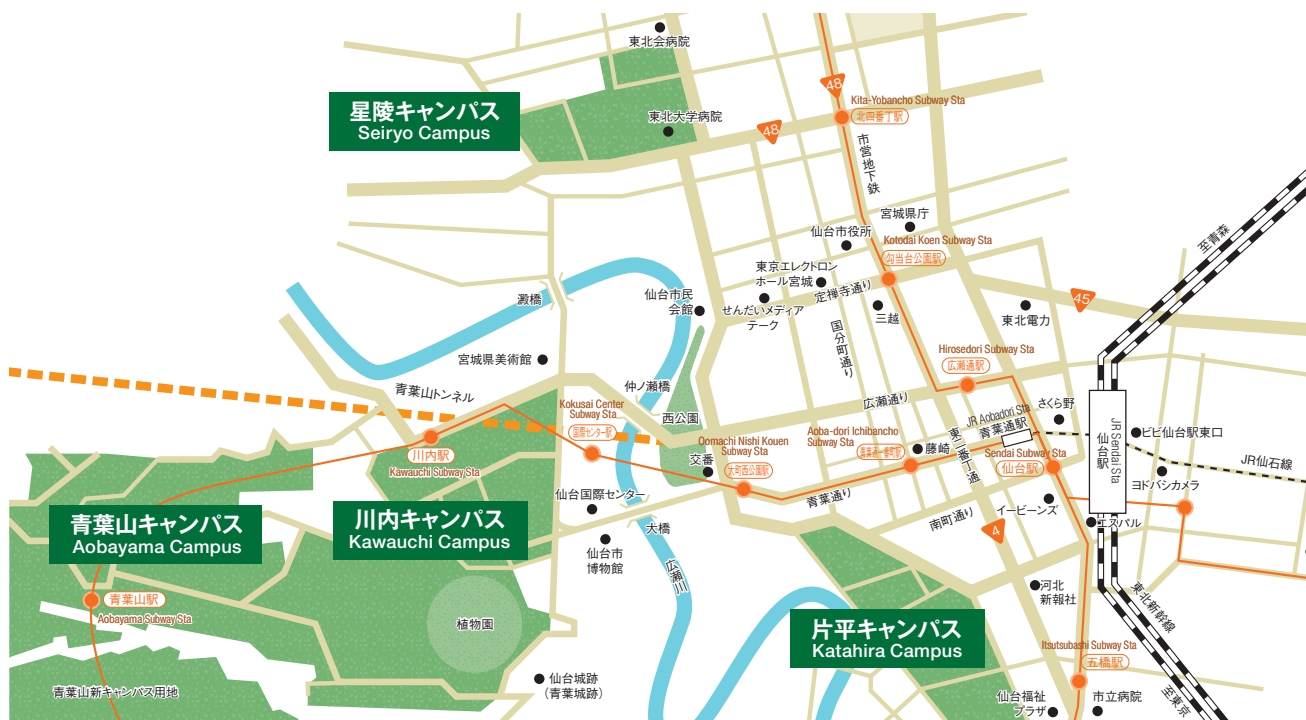 東北会病院
星陵キャンパス
Seiryo Campus
東北大学病院
48
48
Kita-Yobancho Subway Sta
北四番丁駅
市営地下鉄
宮城県庁
仙台市役所
Kotodai Koen Subway Sta
勾当台公園駅
東京エレクトロン
ホール宮城
定禅寺通り
せんだいメディア
テーク
仙台市民
会館
澱橋
三越
国分町通り
東北電力
45
至青森
宮城県美術館
Hirosedori Subway Sta
広瀬通駅
広瀬通り
青葉山トンネル
仲ノ瀬橋
西公園
Kokusai Center
Subway Sta
国際センター駅
川内駅
Kawauchi Subway Sta
Oomachi Nishi Kouen
Subway Sta
大町西公園駅
交番
Aoba-dori Ichibancho
Subway Sta
青葉通一番町駅
藤崎
東二番丁通
JR Aobadori Sta
青葉通駅
さくら野
Sendai Subway Sta
仙台駅
仙台駅
JR Sendai Sta
ビビ仙台駅東口
JR仙石線
ヨドバシカメラ
青葉通り
南町通り
4
イービーンズ
エスパル
仙台国際センター
大橋
仙台市
博物館
広瀬川
青葉山キャンパス
Aobayama Campus
川内キャンパス
Kawauchi Campus
青葉山駅
Aobayama Subway Sta
植物園
片平キャンパス
Katahira Campus
河北
新報社
東北新幹線
Itsutsubashi Subway Sta
五橋駅
青葉山新キャンパス用地
仙台城跡
(青葉城跡)
仙台福祉
プラザ
市立病院
至東京